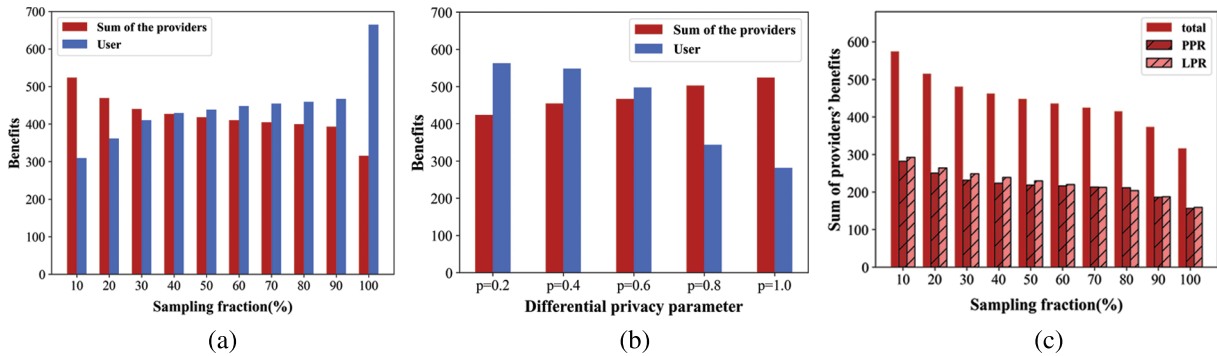 700
600
500
400
300
200
100
0
Benefits
Sum of the providers
User
10 20 30 40 50 60 70 80 90 100
Sampling fraction(%)
(a)
700
600
500
400
300
200
100
0
Benefits
Sum of the providers
User
p=0.2 p=0.4 p=0.6 p=0.8 p=1.0
Differential privacy parameter
(b)
600
500
400
300
200
100
0
Sum of providers' benefits
total
PPR
LPR
10 20 30 40 50 60 70 80 90 100
Sampling fraction(%)
(c)